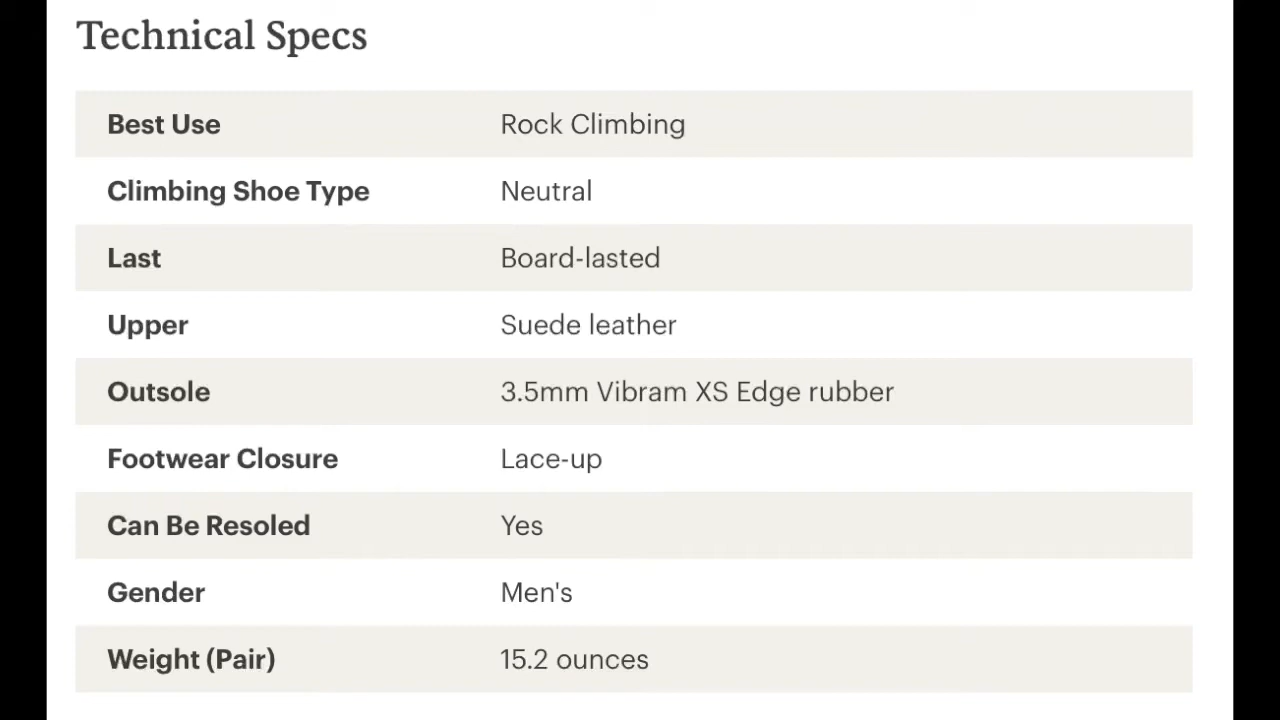 Technical Specs
Best Use Rock Climbing
Climbing Shoe Type Neutral
Last Board-lasted
Upper Suede leather
Outsole 3.5mm Vibram XS Edge rubber
Footwear Closure Lace-up
Can Be Resoled Yes
Gender Men's
Weight (Pair) 15.2 ounces